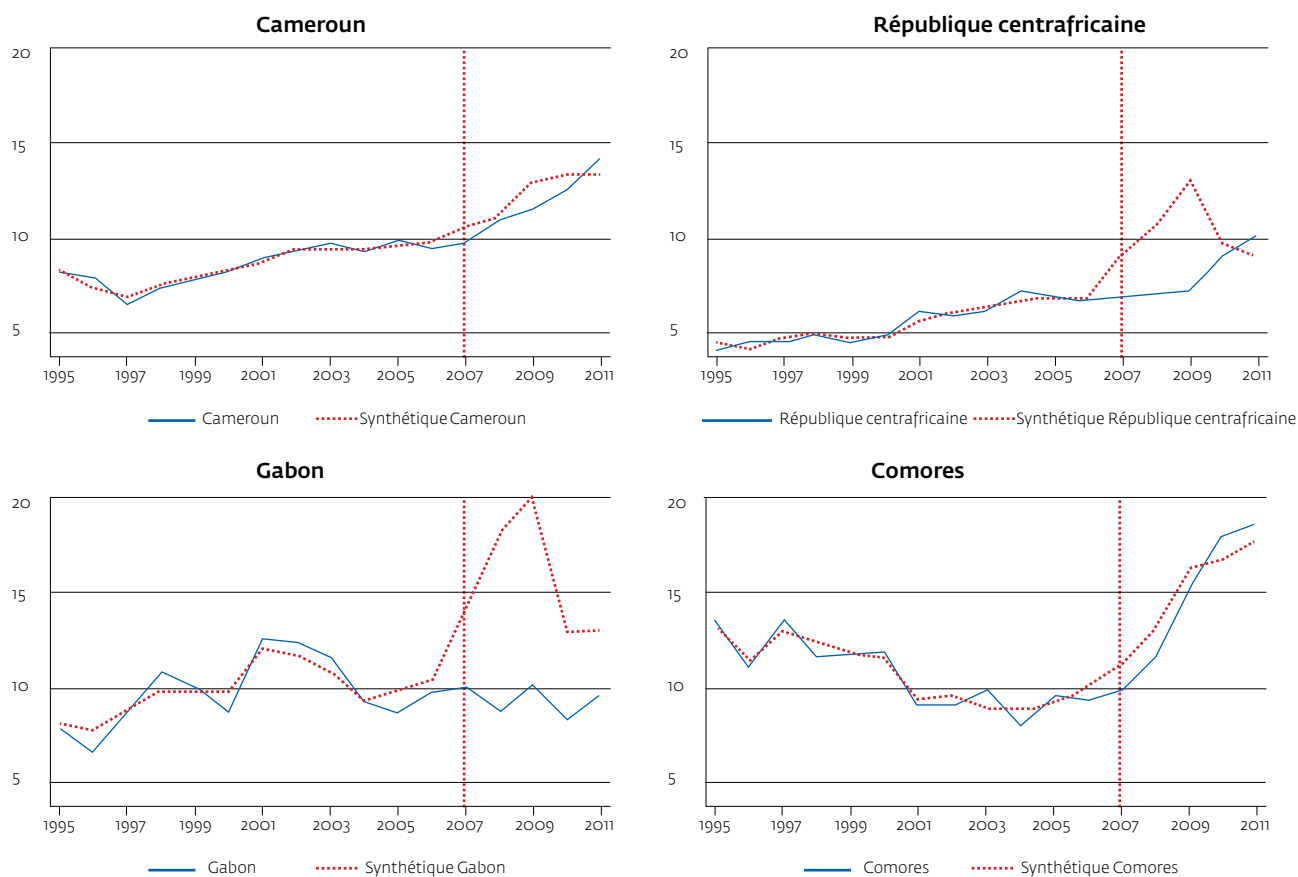 Cameroun
20
15
10
5
1995 1997 1999 2001 2003 2005 2007 2009 2011
Cameroun Synthétique Cameroun
République centrafricaine
20
15
10
5
1995 1997 1999 2001 2003 2005 2007 2009 2011
République centrafricaine Synthétique République centrafricaine
Gabon
20
15
10
5
1995 1997 1999 2001 2003 2005 2007 2009 2011
Gabon Synthétique Gabon
Comores
20
15
10
5
1995 1997 1999 2001 2003 2005 2007 2009 2011
Comores Synthétique Comores